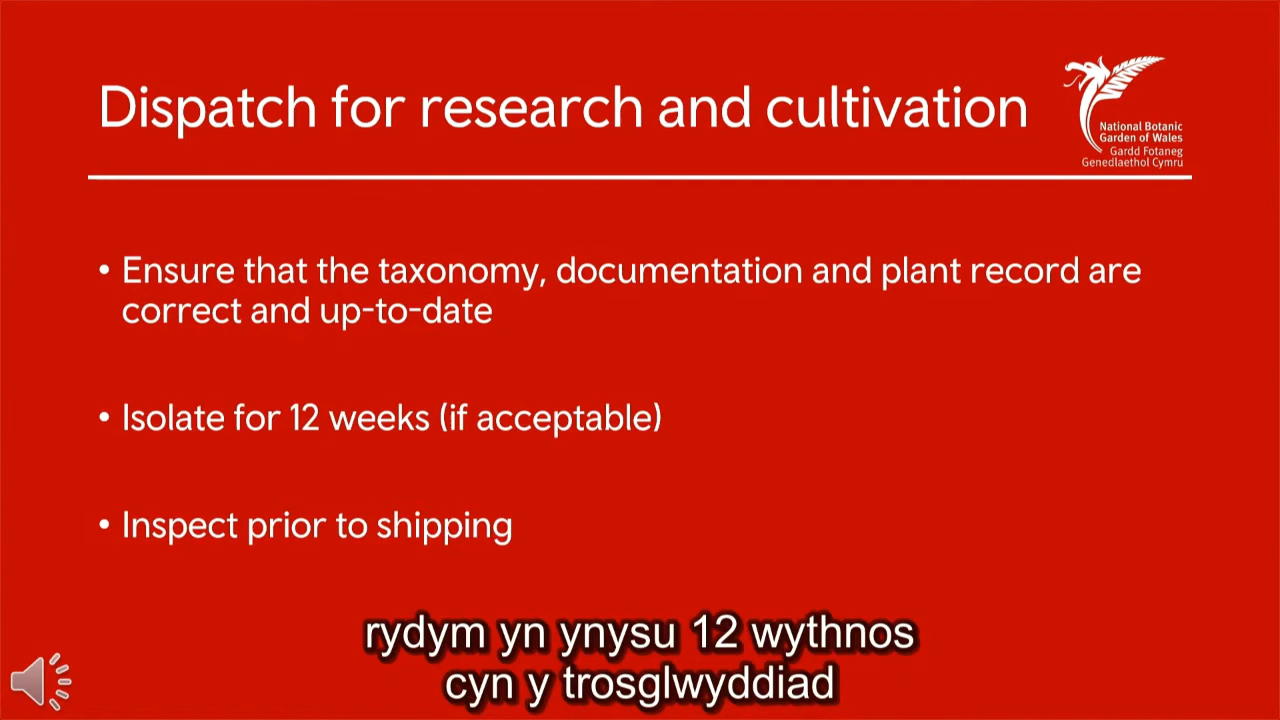 Dispatch for research and cultivation
National Botanic
Garden of Wales
Gardd Fotaneg
Genedlaethol Cymru
• Ensure that the taxonomy, documentation and plant record are
correct and up-to-date
• Isolate for 12 weeks (if acceptable)
• Inspect prior to shipping
rydym yn ynysu 12 wythnos
cyn y trosglwyddiad